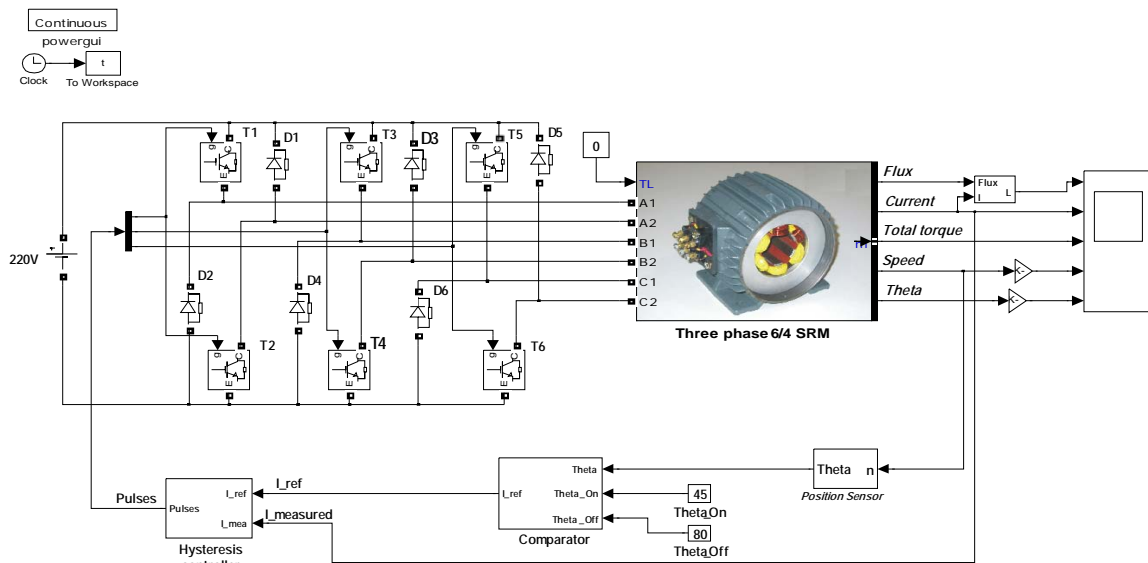 Continuous
powergui
t
Clock
To Workspace
T1
D1
T3
D3
T5
D5
g
C
E
g
C
E
g
C
E
0
TL
A1
A2
B1
B2
C1
C2
Flux
Current
Total torque
Speed
Theta
Flux
I
L
K-
K-
220V
D2
D4
D6
Three phase 6/4 SRM
T2
T4
T6
g
C
E
g
C
E
g
C
E
Theta
I_ref
Theta_On
Theta_Off
Comparator
45
Theta_On
80
Theta_Off
Theta
n
Position Sensor
Pulses
I_ref
I_measured
I_ref
Pulses
I_mea
Hysteresis